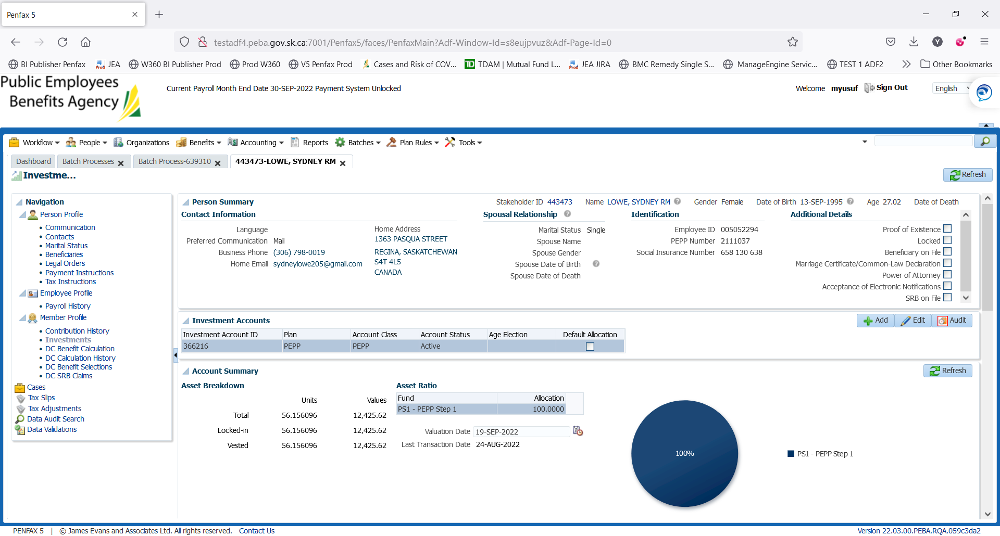 Penfax 5
testadf4.peba.gov.sk.ca:7001/Penfax5/faces/PenfaxMain?Adf-Window-Id=s8eujpvuz&Adf-Page-Id=0
Y
BI Publisher Penfax JEA W360 BI Publisher Prod Prod W360 V5 Penfax Prod Cases and Risk of COV... TDAM | Mutual Fund L... JEA JIRA BMC Remedy Single S... ManageEngine Servic... TEST 1 ADF2 Other Bookmarks
Public Employees
Benefits Agency
Current Payroll Month End Date 30-SEP-2022 Payment System Unlocked
Welcome myusuf Sign Out English
Workflow People Organizations Benefits Accounting Reports Batches Plan Rules Tools
Dashboard Batch Processes Batch Process-639310 443473-LOWE, SYDNEY RM
Investme...
Refresh
Navigation
Person Profile
Communication
Contacts
Marital Status
Beneficiaries
Legal Orders
Payment Instructions
Tax Instructions
Employee Profile
Payroll History
Member Profile
Contribution History
Investments
DC Benefit Calculation
DC Calculation History
DC Benefit Selections
DC SRB Claims
Cases
Tax Slips
Tax Adjustments
Data Audit Search
Data Validations
Person Summary
Stakeholder ID 443473 Name LOWE, SYDNEY RM Gender Female Date of Birth 13-SEP-1995 Age 27.02 Date of Death
Contact Information
Language
Preferred Communication Mail
Business Phone (306) 798-0019
Home Email sydneylowe205@gmail.com
Home Address
1363 PASQUA STREET
REGINA, SASKATCHEWAN
S4T 4L5
CANADA
Spousal Relationship
Marital Status Single
Spouse Name
Spouse Gender
Spouse Date of Birth
Spouse Date of Death
Identification
Employee ID 005052294
PEPP Number 2111037
Social Insurance Number 658 130 638
Additional Details
Proof of Existence
Locked
Beneficiary on File
Marriage Certificate/Common-Law Declaration
Power of Attorney
Acceptance of Electronic Notifications
SRB on File
Investment Accounts
Add Edit Audit
Investment Account ID Plan Account Class Account Status Age Election Default Allocation
366216 PEPP PEPP Active
Account Summary
Refresh
Asset Breakdown
Units Values
Total 56.156096 12,425.62
Locked-in 56.156096 12,425.62
Vested 56.156096 12,425.62
Asset Ratio
Fund Allocation
PS1 - PEPP Step 1 100.0000
Valuation Date 19-SEP-2022
Last Transaction Date 24-AUG-2022
100%
PS1 - PEPP Step 1
PENFAX 5 | © James Evans and Associates Ltd. All rights reserved. Contact Us
Version 22.03.00.PEBA.RQA.059c3da2